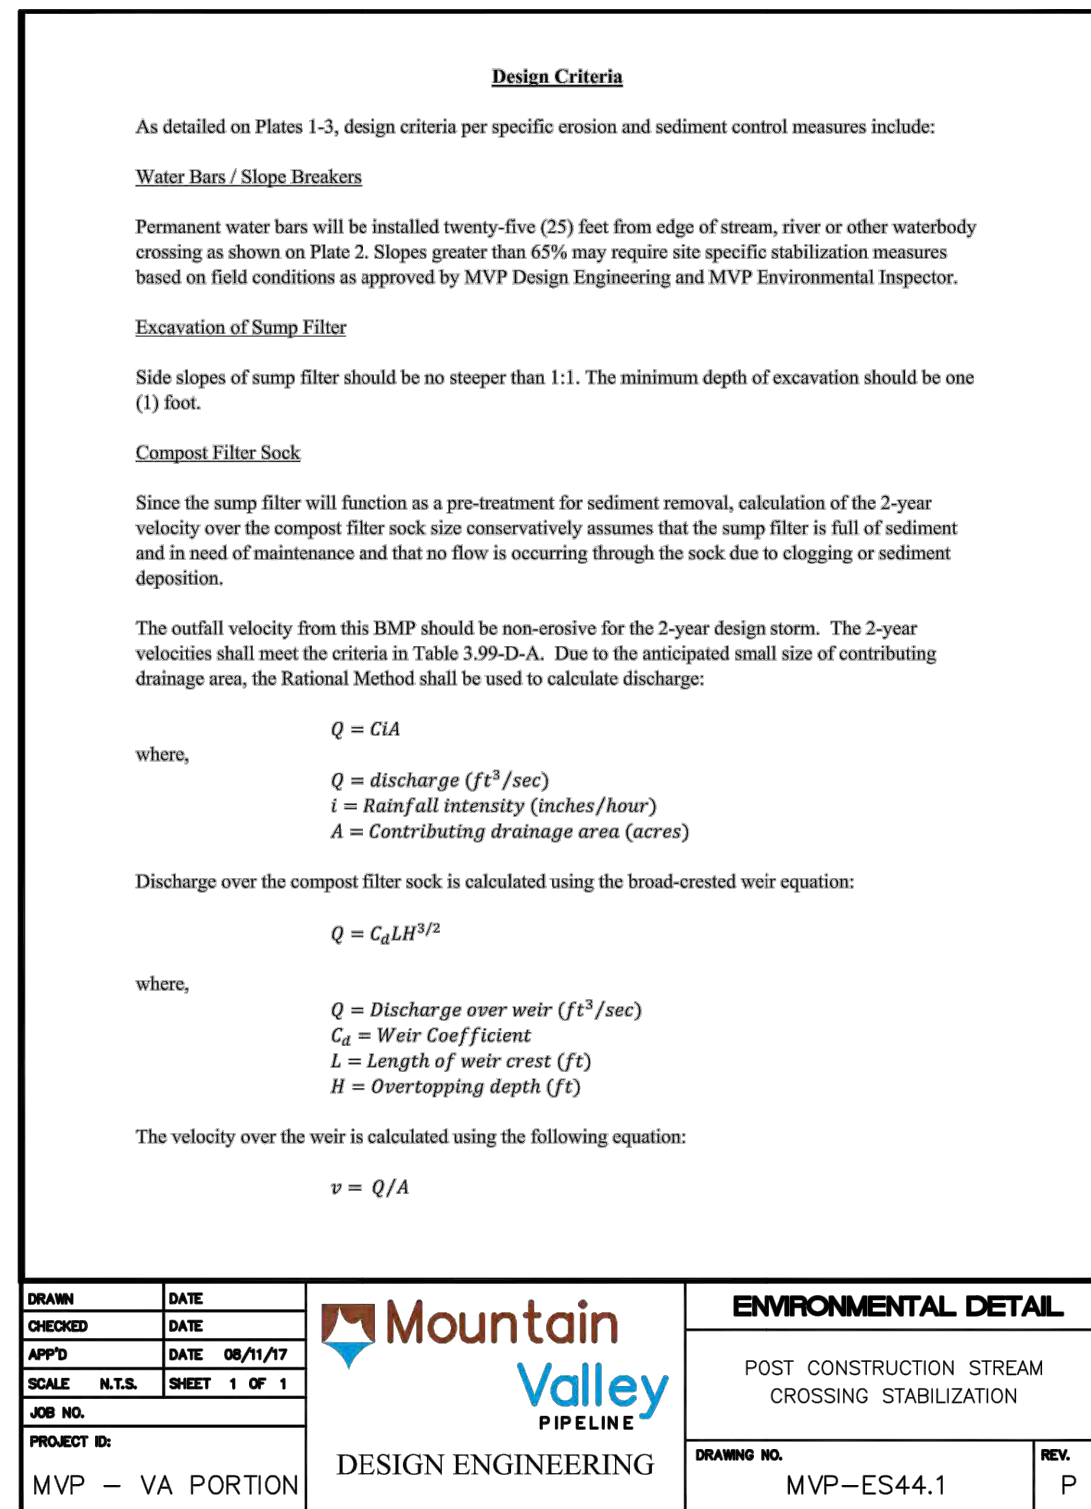 Design Criteria
As detailed on Plates 1-3, design criteria per specific erosion and sediment control measures include:
Water Bars / Slope Breakers
Permanent water bars will be installed twenty-five (25) feet from edge of stream, river or other waterbody
crossing as shown on Plate 2. Slopes greater than 65% may require site specific stabilization measures
based on field conditions as approved by MVP Design Engineering and MVP Environmental Inspector.
Excavation of Sump Filter
Side slopes of sump filter should be no steeper than 1:1. The minimum depth of excavation should be one
(1) foot.
Compost Filter Sock
Since the sump filter will function as a pre-treatment for sediment removal, calculation of the 2-year
velocity over the compost filter sock size conservatively assumes that the sump filter is full of sediment
and in need of maintenance and that no flow is occurring through the sock due to clogging or sediment
deposition.
The outfall velocity from this BMP should be non-erosive for the 2-year design storm. The 2-year
velocities shall meet the criteria in Table 3.99-D-A. Due to the anticipated small size of contributing
drainage area, the Rational Method shall be used to calculate discharge:
Q = CiA
where,
Q = discharge (ft³/sec)
i = Rainfall intensity (inches/hour)
A = Contributing drainage area (acres)
Discharge over the compost filter sock is calculated using the broad-crested weir equation:
Q = C_dLH^{3/2}
where,
Q = Discharge over weir (ft³/sec)
C_d = Weir Coefficient
L = Length of weir crest (ft)
H = Overtopping depth (ft)
The velocity over the weir is calculated using the following equation:
v = Q/A
DRAWN DATE
CHECKED DATE
APP'D DATE 08/11/17
SCALE N.T.S. SHEET 1 OF 1
JOB NO.
PROJECT ID:
MVP - VA PORTION
Mountain
Valley
PIPELINE
DESIGN ENGINEERING
ENVIRONMENTAL DETAIL
POST CONSTRUCTION STREAM
CROSSING STABILIZATION
DRAWING NO.
MVP-ES44.1
REV.
P